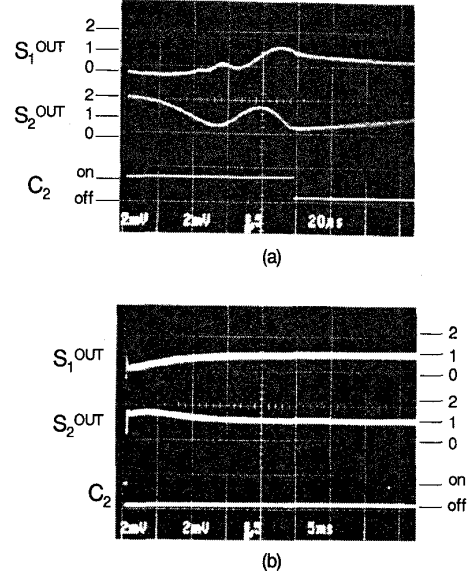 2
S₁ᴼᵁᵀ 1
0
2
S₂ᴼᵁᵀ 1
0
C₂ on
off
2mV 2mV 20µs
(a)
2
S₁ᴼᵁᵀ 1
0
2
S₂ᴼᵁᵀ 1
0
C₂ on
off
2mV 2mV 5ms
(b)